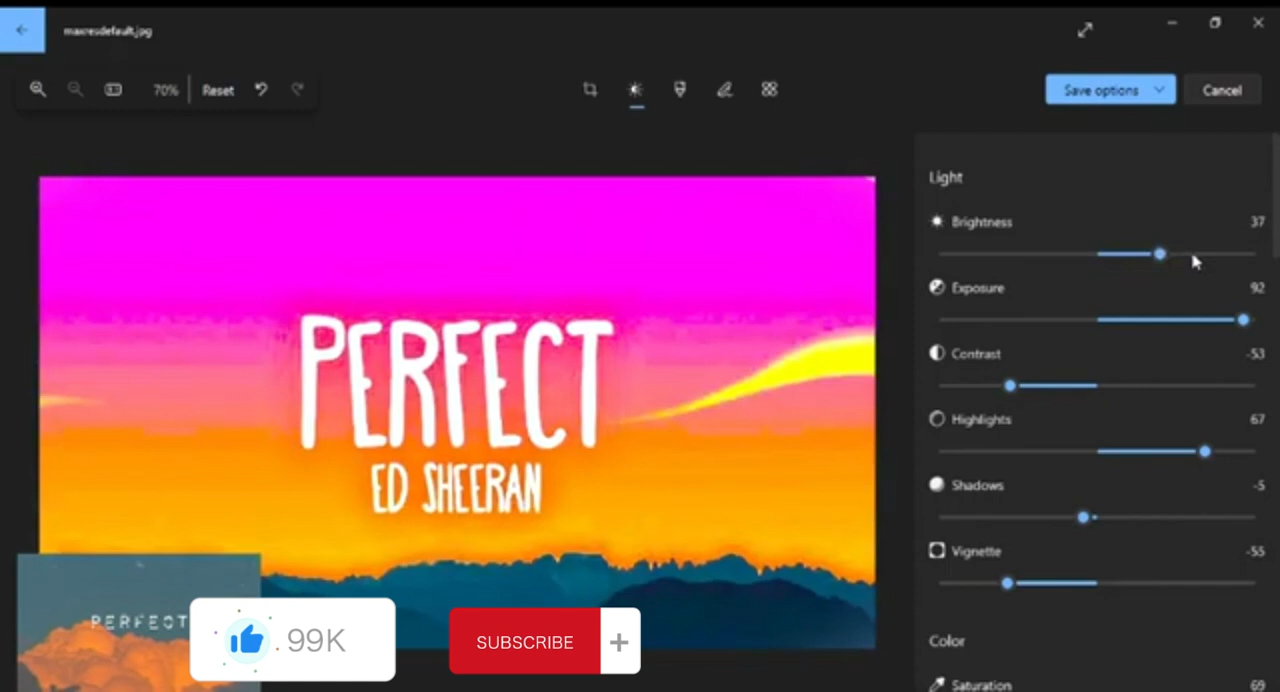 maxresdefault.jpg
70% Reset
Save options
Cancel
Light
Brightness 37
Exposure 92
Contrast -53
Highlights 67
Shadows -5
Vignette -55
Color
Saturation 69
PERFECT
ED SHEERAN
PERFECT
99K
SUBSCRIBE +